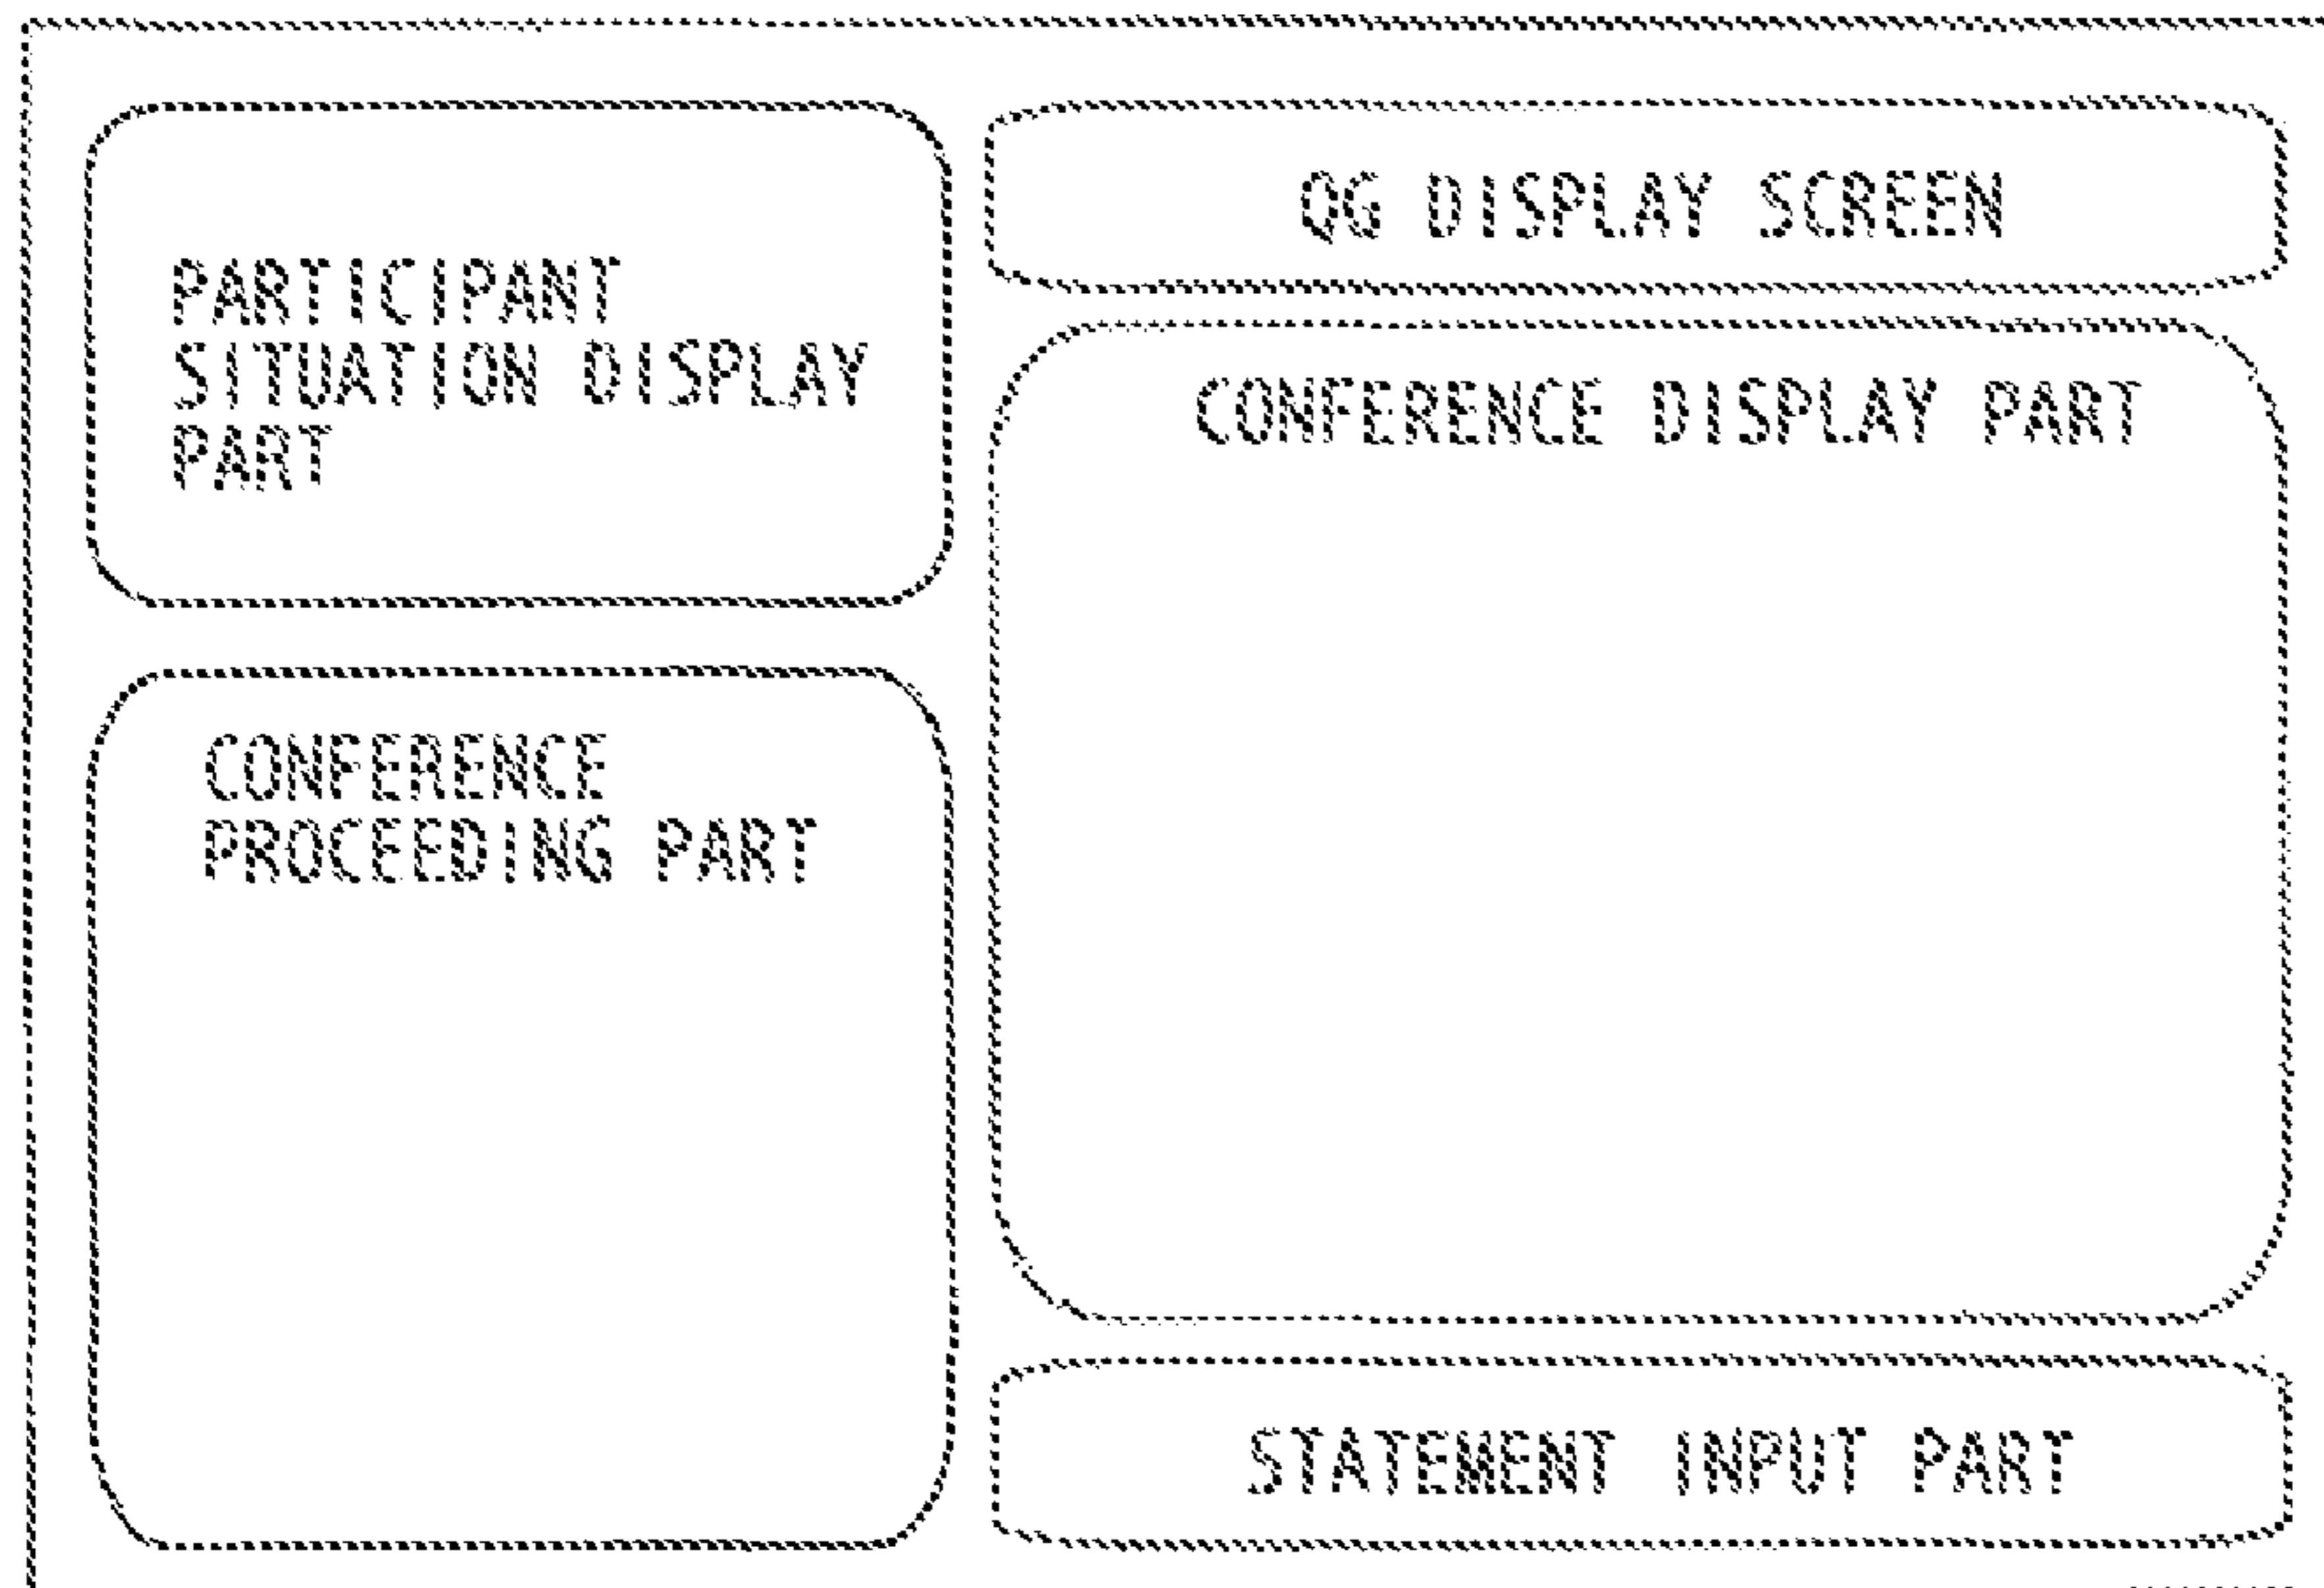 PARTICIPANT
SITUATION DISPLAY
PART
CONFERENCE
PROCEEDING PART
QG DISPLAY SCREEN
CONFERENCE DISPLAY PART
STATEMENT INPUT PART